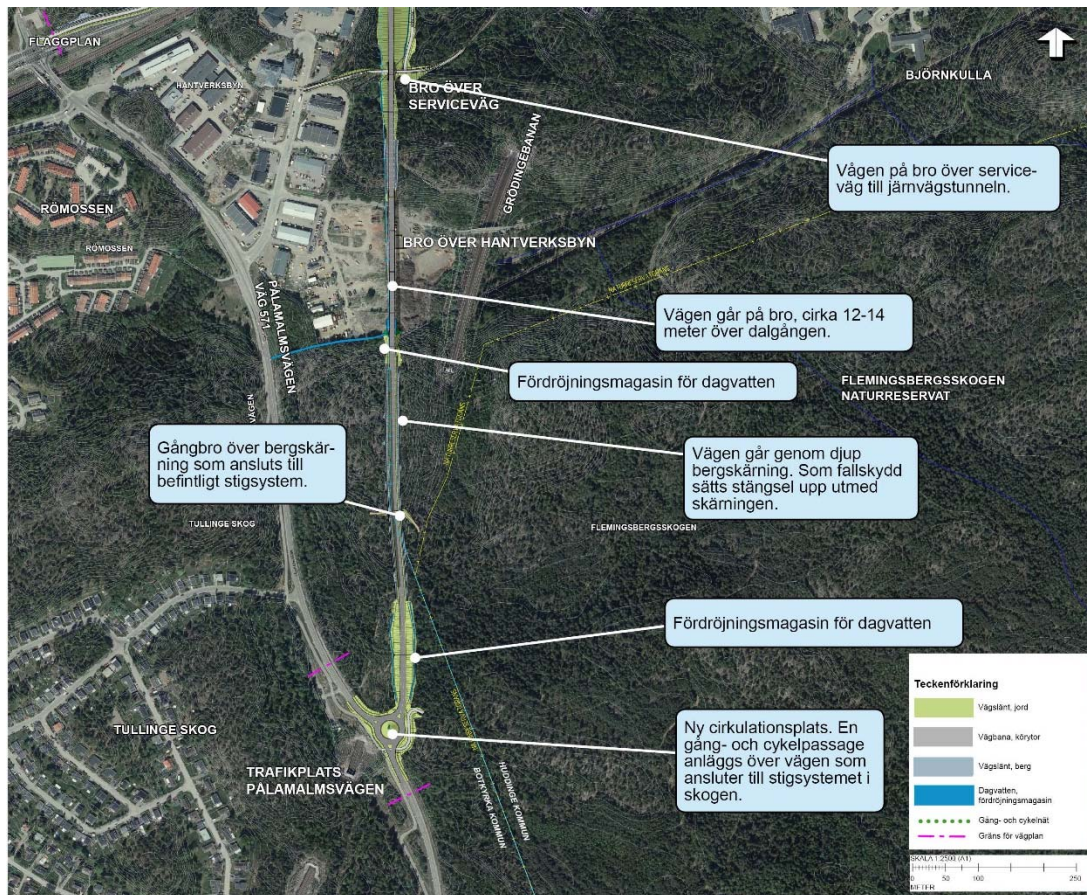 FLAGGPLAN
HANTVERKSBYN
BRO ÖVER
SERVICEVÄG
BJÖRNKULLA
Vägen på bro över service-
väg till järnvägstunneln.
GRÖDINGEBANAN
RÖMOSSEN
RÖMOSSEN
BRO ÖVER HANTVERKSBYN
PÅLAMALMSVÄGEN
VÄG 571
Vägen går på bro, cirka 12-14
meter över dalgången.
Fördröjningsmagasin för dagvatten
FLEMINGSBERGSSKOGEN
NATURRESERVAT
Gångbro över bergskär-
ning som ansluts till
befintligt stigsystem.
Vägen går genom djup
bergskärning. Som fallskydd
sätts stängsel upp utmed
skärningen.
TULLINGE SKOG
FLEMINGSBERGSSKOGEN
Fördröjningsmagasin för dagvatten
TULLINGE SKOG
TRAFIKPLATS
PÅLAMALMSVÄGEN
Ny cirkulationsplats. En
gång- och cykelpassage
anläggs över vägen som
ansluter till stigsystemet i
skogen.
HUDDINGE KOMMUN
BOTKYRKA KOMMUN
Teckenförklaring
Vägslänt, jord
Vägbana, körytor
Vägslänt, berg
Dagvatten,
fördröjningsmagasin
Gång- och cykelnät
Gräns för vägplan
SKALA 1:2500 (A1)
0 50 100 250
METER